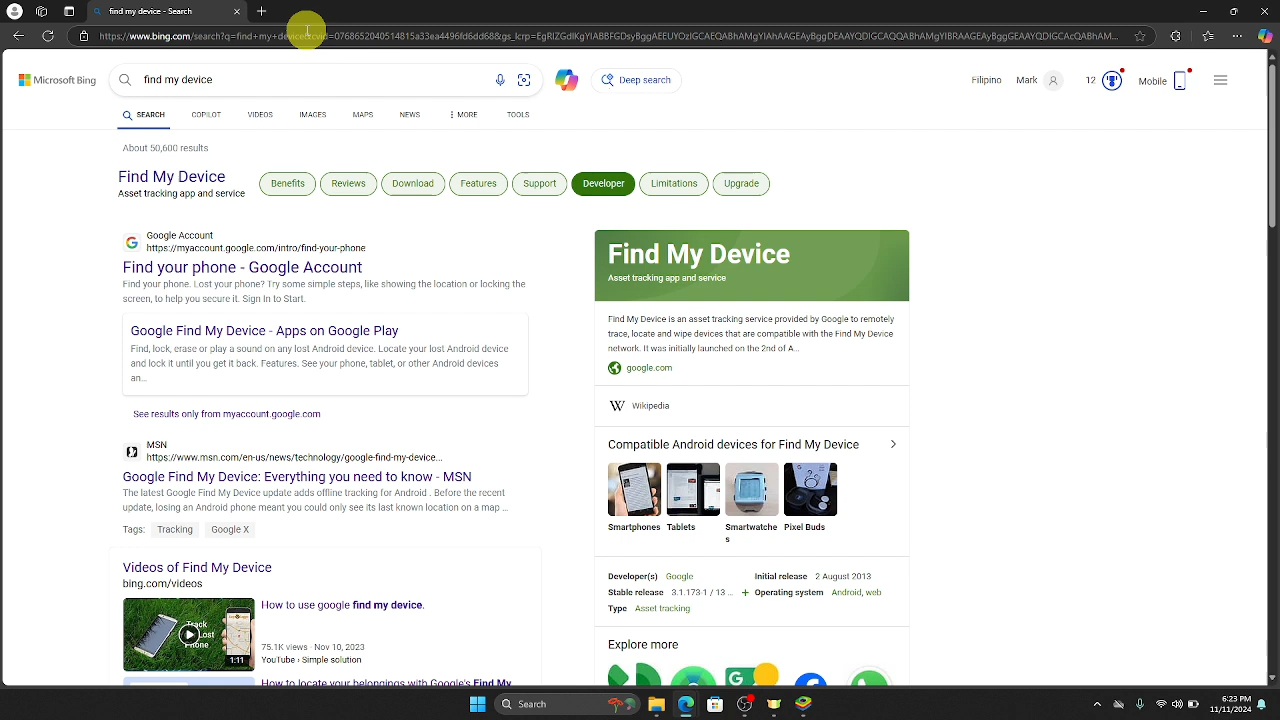 find my device
https://www.bing.com/search?q=find+my+device&cvid=0768652040514815a33ea4496fd6dd68&gs_lcrp=
Microsoft Bing
find my device
Deep search
Filipino
Mark
12
Mobile
SEARCH
COPILOT
VIDEOS
IMAGES
MAPS
NEWS
MORE
TOOLS
About 50,600 results
Find My Device
Asset tracking app and service
Benefits
Reviews
Download
Features
Support
Developer
Limitations
Upgrade
Google Account
https://myaccount.google.com/intro/find-your-phone
Find your phone - Google Account
Find your phone. Lost your phone? Try some simple steps, like showing the location or locking the
screen, to help you secure it. Sign In to Start.
Google Find My Device - Apps on Google Play
Find, lock, erase or play a sound on any lost Android device. Locate your lost Android device
and lock it until you get it back. Features. See your phone, tablet, or other Android devices
an...
See results only from myaccount.google.com
MSN
https://www.msn.com/en-us/news/technology/google-find-my-device...
Google Find My Device: Everything you need to know - MSN
The latest Google Find My Device update adds offline tracking for Android . Before the recent
update, losing an Android phone meant you could only see its last known location on a map ...
Tags:
Tracking
Google X
Videos of Find My Device
bing.com/videos
Track
Lost
Phone
1:11
How to use google find my device.
75.1K views · Nov 10, 2023
YouTube › Simple solution
How to locate your belongings with Google's Find My
Find My Device
Asset tracking app and service
Find My Device is an asset tracking service provided by Google to remotely
trace, locate and wipe devices that are compatible with the Find My Device
network. It was initially launched on the 2nd of A...
google.com
Wikipedia
Compatible Android devices for Find My Device
Smartphones
Tablets
Smartwatche
s
Pixel Buds
Developer(s) Google
Initial release 2 August 2013
Stable release 3.1.173-1 / 13 ...
Operating system Android, web
Type Asset tracking
Explore more
Search
6:23 PM
11/13/2024